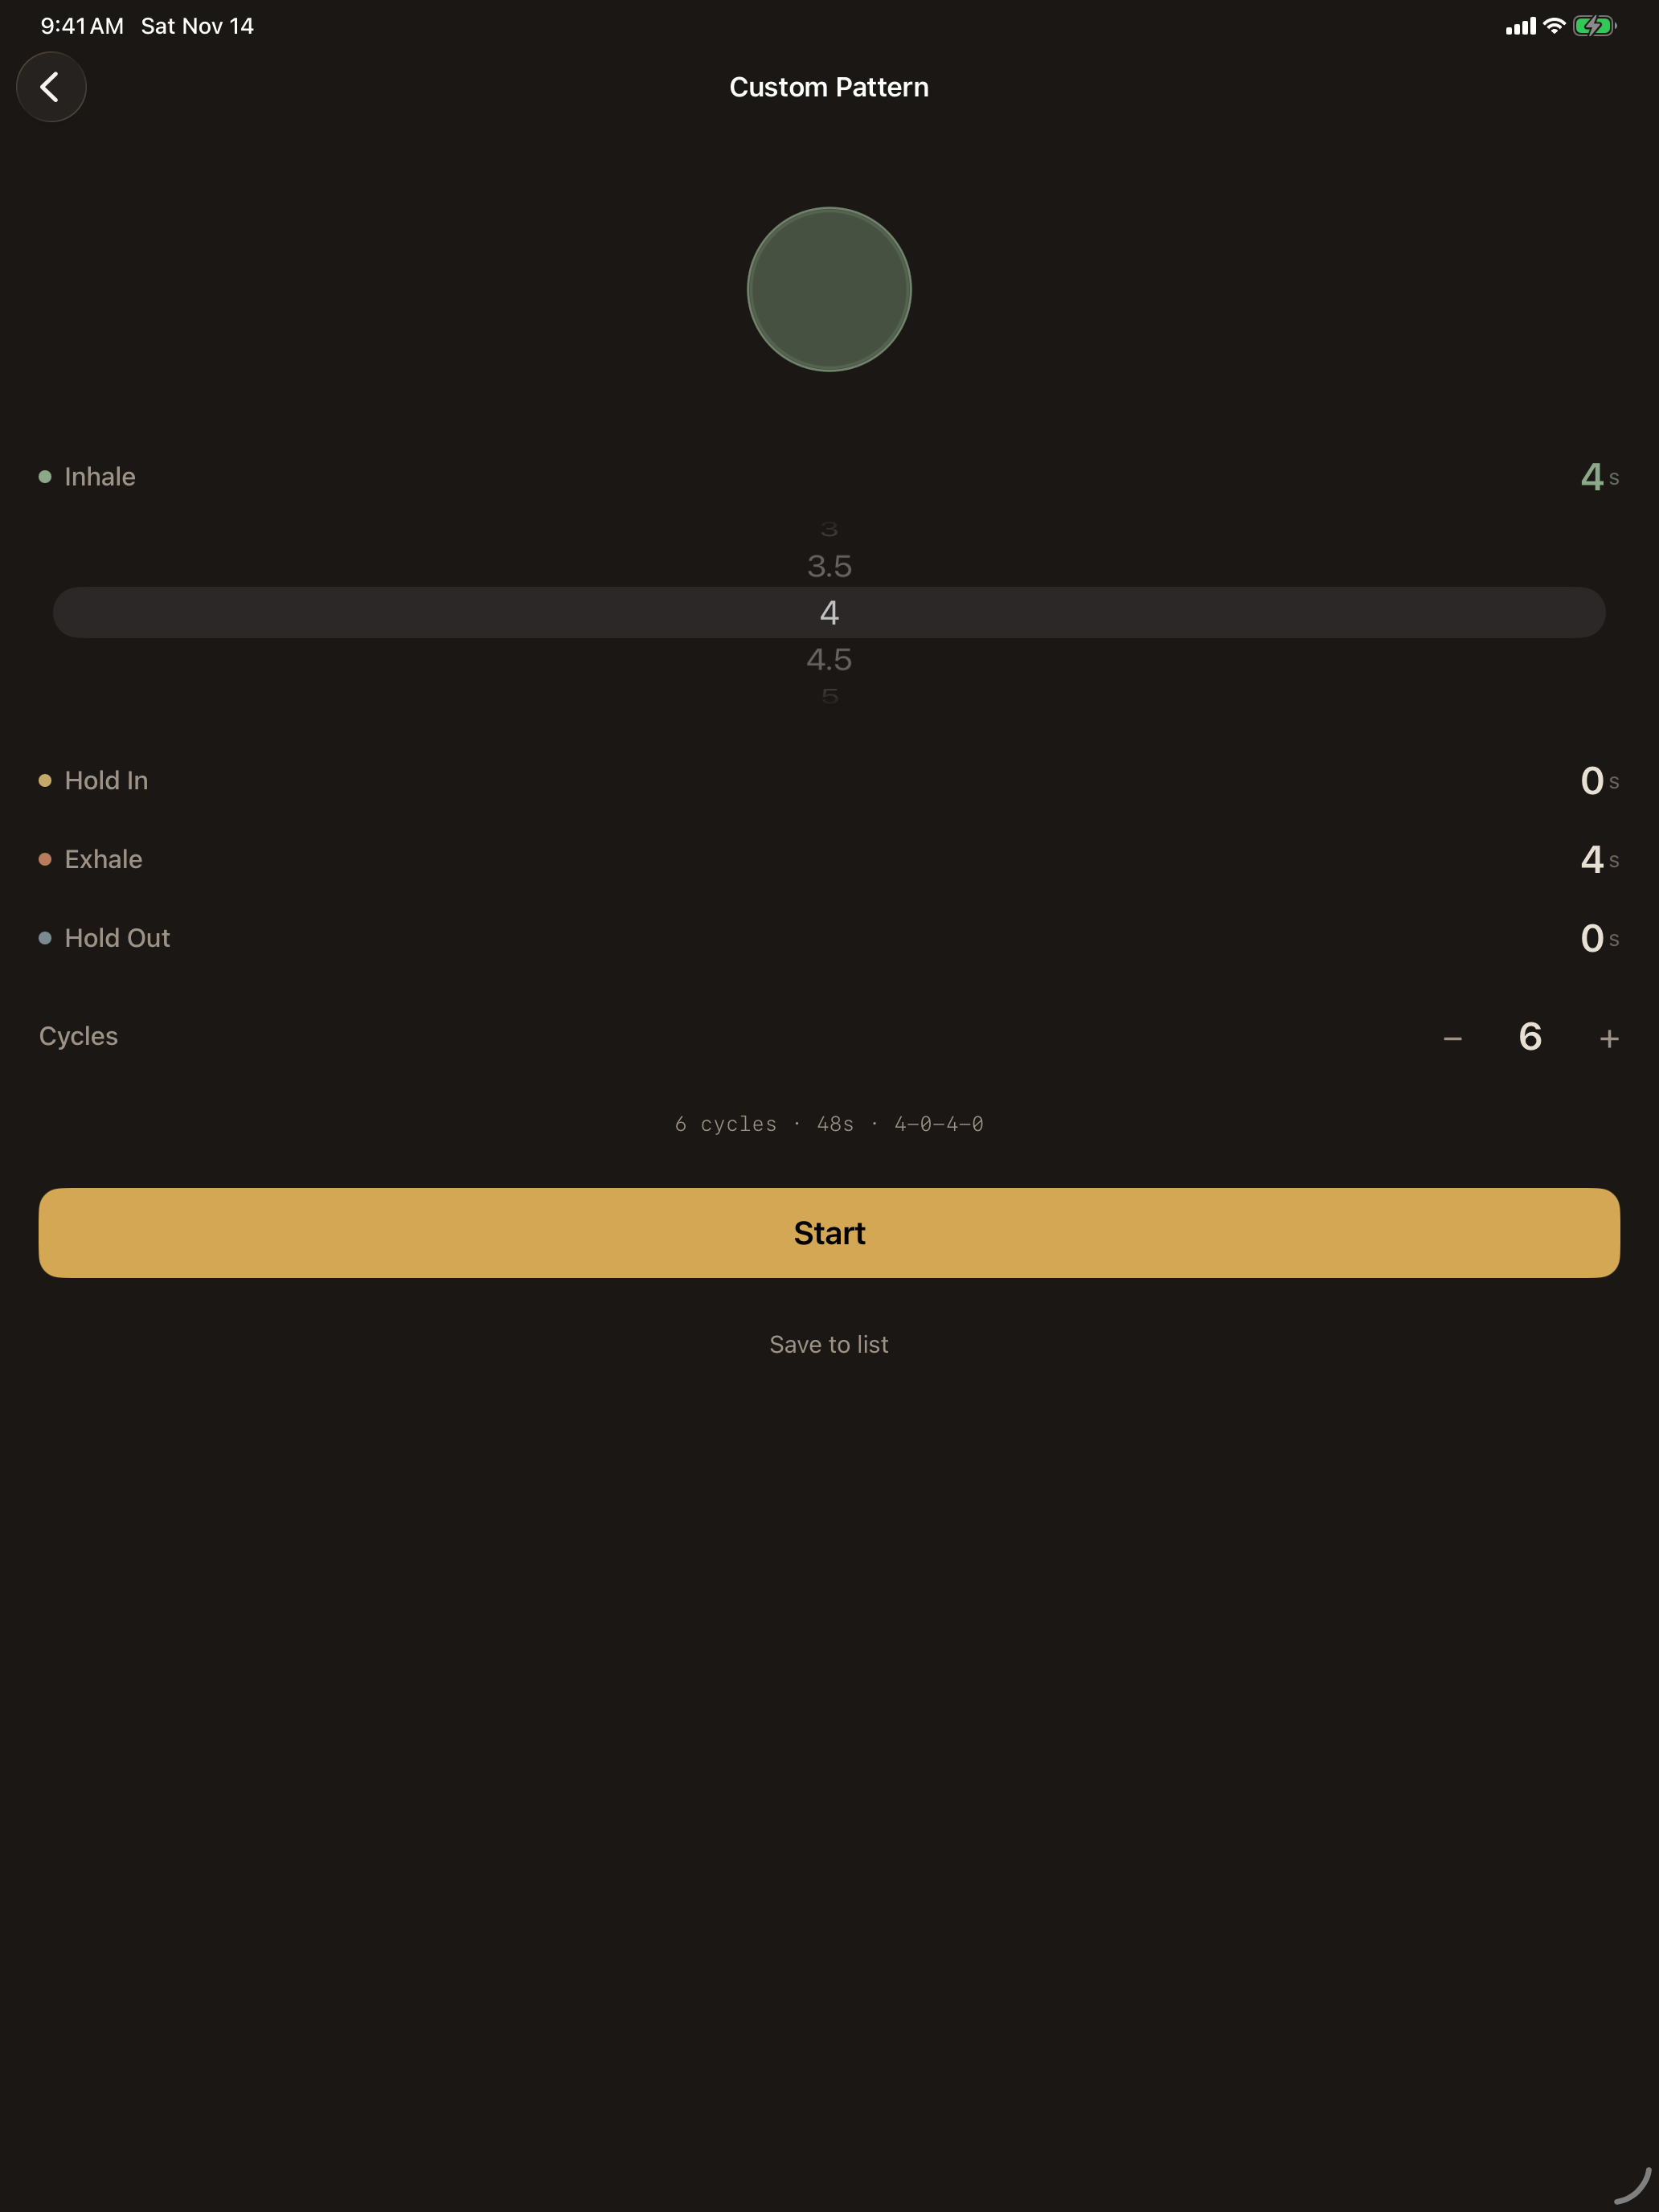 9:41 AM Sat Nov 14
Custom Pattern
Inhale 4 s
3
3.5
4
4.5
5
Hold In 0 s
Exhale 4 s
Hold Out 0 s
Cycles − 6 +
6 cycles · 48s · 4–0–4–0
Start
Save to list